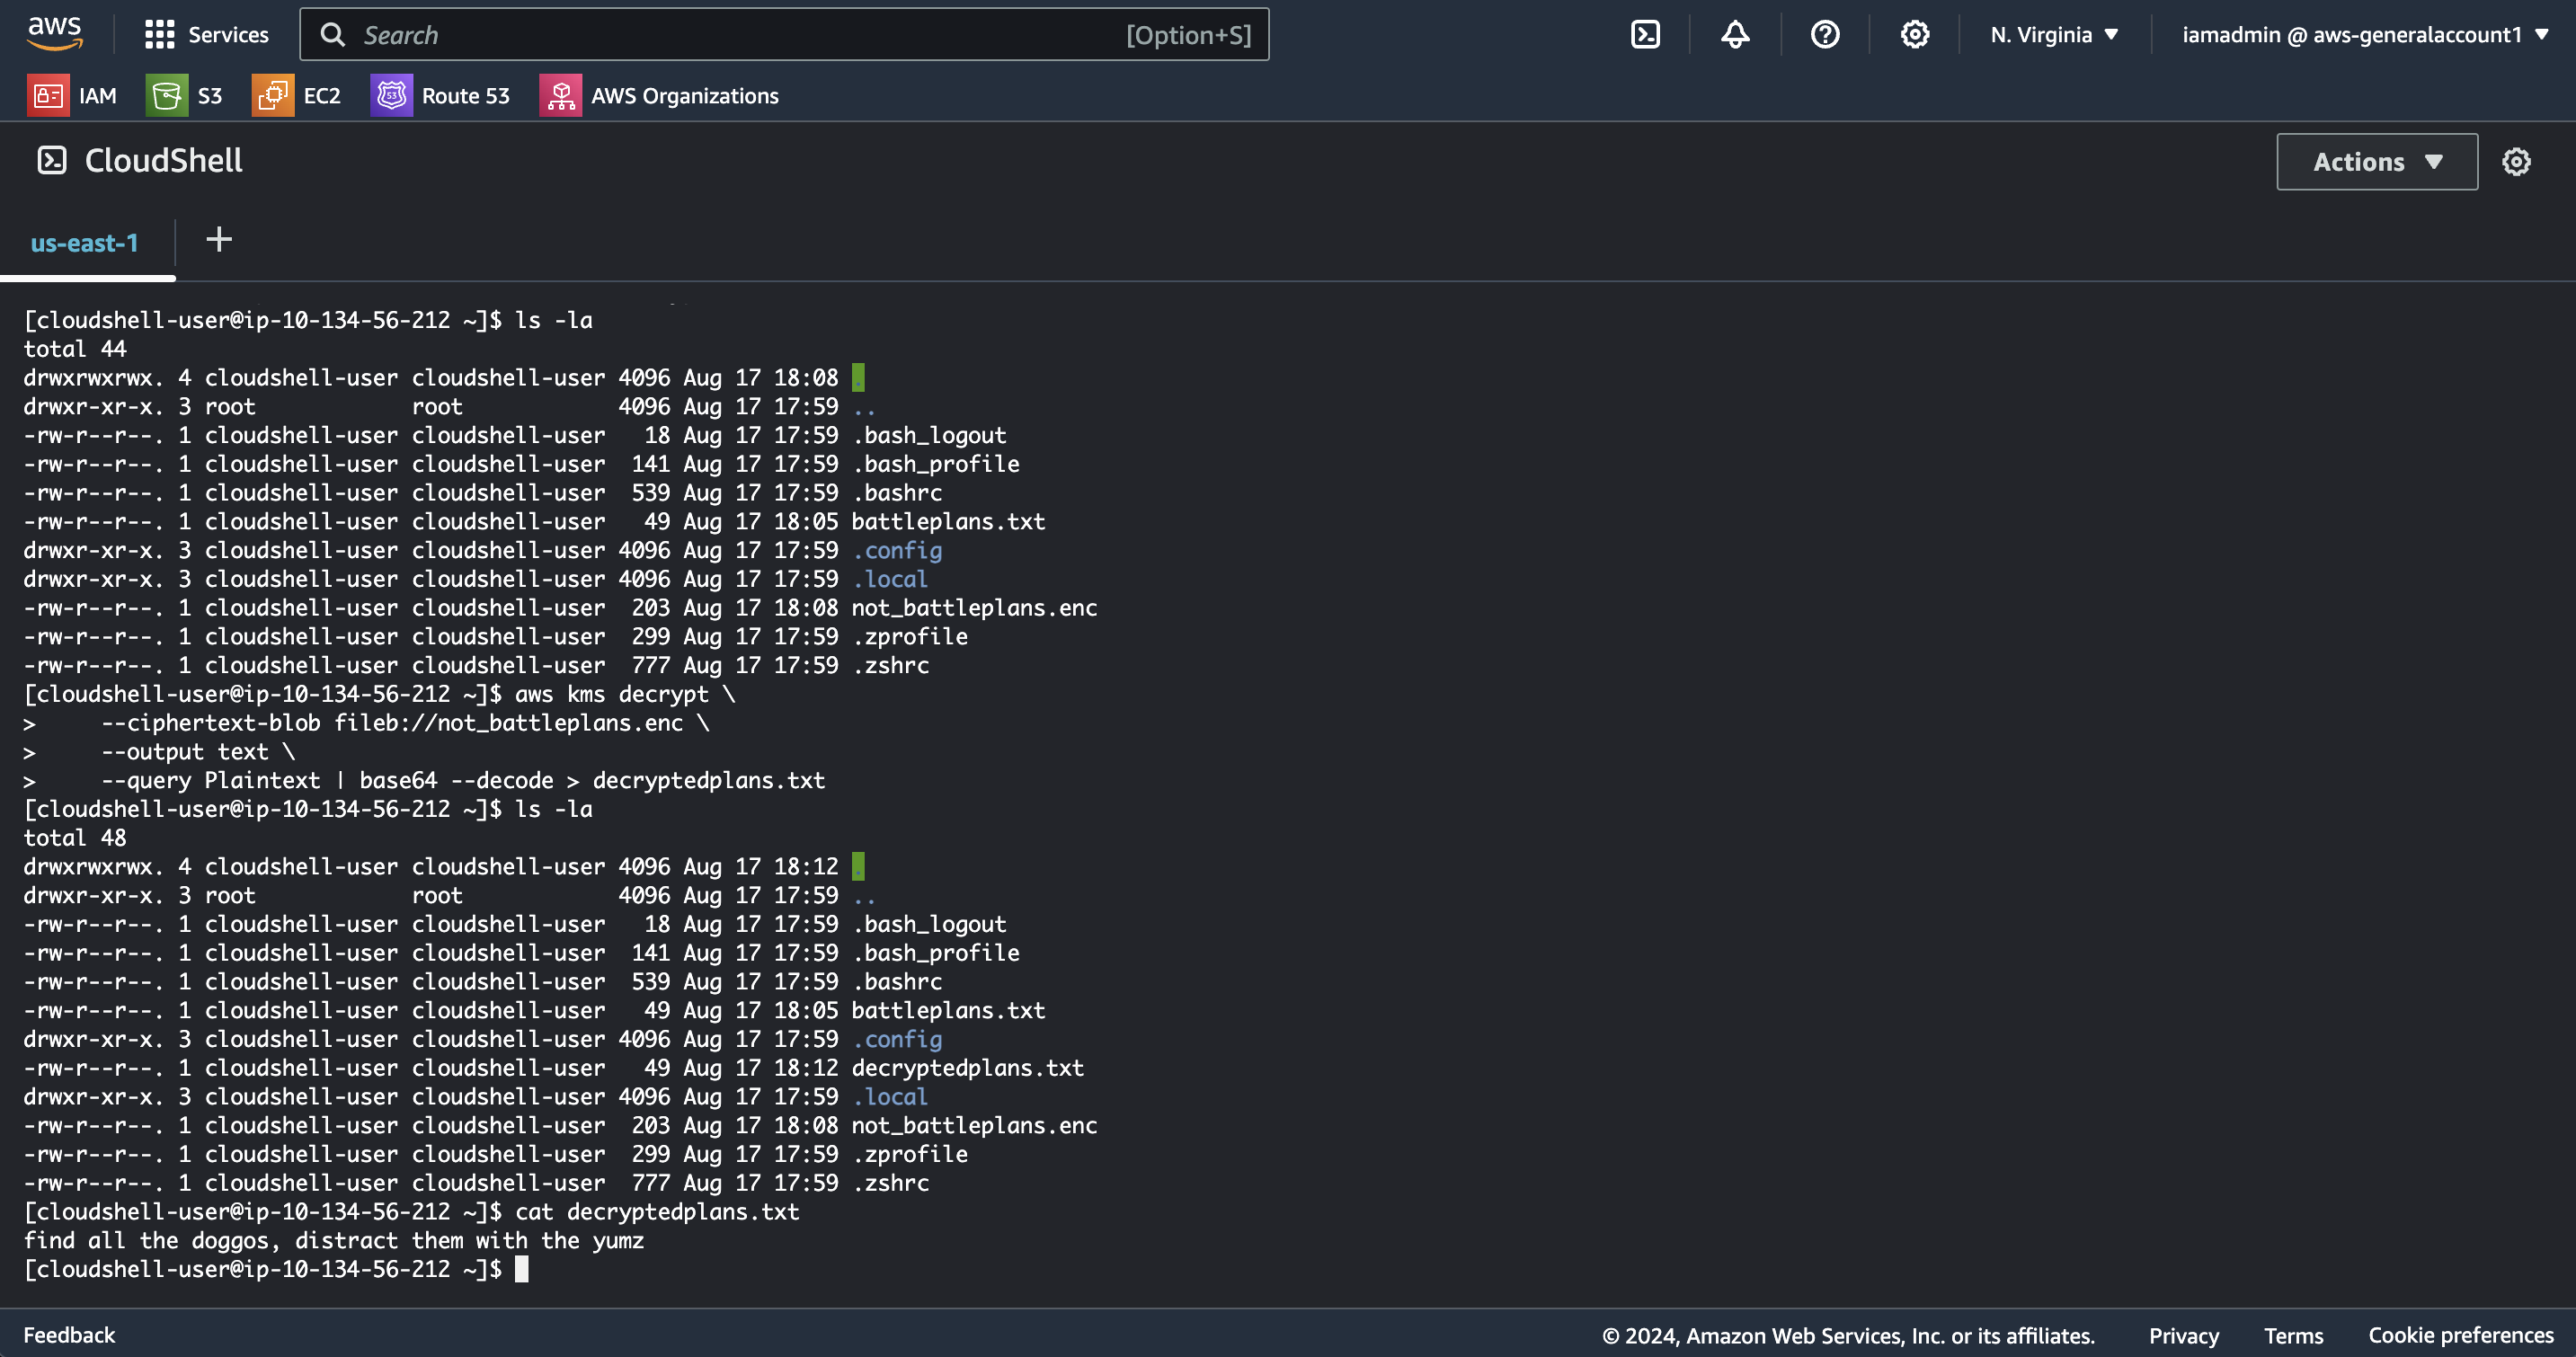 aws
Services
Search
[Option+S]
N. Virginia
iamadmin @ aws-generalaccount1
IAM
S3
EC2
53
Route 53
AWS Organizations
CloudShell
Actions
us-east-1
[cloudshell-user@ip-10-134-56-212 ~]$ ls -la
total 44
drwxrwxrwx. 4 cloudshell-user cloudshell-user 4096 Aug 17 18:08 .
drwxr-xr-x. 3 root            root            4096 Aug 17 17:59 ..
-rw-r--r--. 1 cloudshell-user cloudshell-user   18 Aug 17 17:59 .bash_logout
-rw-r--r--. 1 cloudshell-user cloudshell-user  141 Aug 17 17:59 .bash_profile
-rw-r--r--. 1 cloudshell-user cloudshell-user  539 Aug 17 17:59 .bashrc
-rw-r--r--. 1 cloudshell-user cloudshell-user   49 Aug 17 18:05 battleplans.txt
drwxr-xr-x. 3 cloudshell-user cloudshell-user 4096 Aug 17 17:59 .config
drwxr-xr-x. 3 cloudshell-user cloudshell-user 4096 Aug 17 17:59 .local
-rw-r--r--. 1 cloudshell-user cloudshell-user  203 Aug 17 18:08 not_battleplans.enc
-rw-r--r--. 1 cloudshell-user cloudshell-user  299 Aug 17 17:59 .zprofile
-rw-r--r--. 1 cloudshell-user cloudshell-user  777 Aug 17 17:59 .zshrc
[cloudshell-user@ip-10-134-56-212 ~]$ aws kms decrypt \
>     --ciphertext-blob fileb://not_battleplans.enc \
>     --output text \
>     --query Plaintext | base64 --decode > decryptedplans.txt
[cloudshell-user@ip-10-134-56-212 ~]$ ls -la
total 48
drwxrwxrwx. 4 cloudshell-user cloudshell-user 4096 Aug 17 18:12 .
drwxr-xr-x. 3 root            root            4096 Aug 17 17:59 ..
-rw-r--r--. 1 cloudshell-user cloudshell-user   18 Aug 17 17:59 .bash_logout
-rw-r--r--. 1 cloudshell-user cloudshell-user  141 Aug 17 17:59 .bash_profile
-rw-r--r--. 1 cloudshell-user cloudshell-user  539 Aug 17 17:59 .bashrc
-rw-r--r--. 1 cloudshell-user cloudshell-user   49 Aug 17 18:05 battleplans.txt
drwxr-xr-x. 3 cloudshell-user cloudshell-user 4096 Aug 17 17:59 .config
-rw-r--r--. 1 cloudshell-user cloudshell-user   49 Aug 17 18:12 decryptedplans.txt
drwxr-xr-x. 3 cloudshell-user cloudshell-user 4096 Aug 17 17:59 .local
-rw-r--r--. 1 cloudshell-user cloudshell-user  203 Aug 17 18:08 not_battleplans.enc
-rw-r--r--. 1 cloudshell-user cloudshell-user  299 Aug 17 17:59 .zprofile
-rw-r--r--. 1 cloudshell-user cloudshell-user  777 Aug 17 17:59 .zshrc
[cloudshell-user@ip-10-134-56-212 ~]$ cat decryptedplans.txt
find all the doggos, distract them with the yumz
[cloudshell-user@ip-10-134-56-212 ~]$
Feedback
© 2024, Amazon Web Services, Inc. or its affiliates.
Privacy
Terms
Cookie preferences